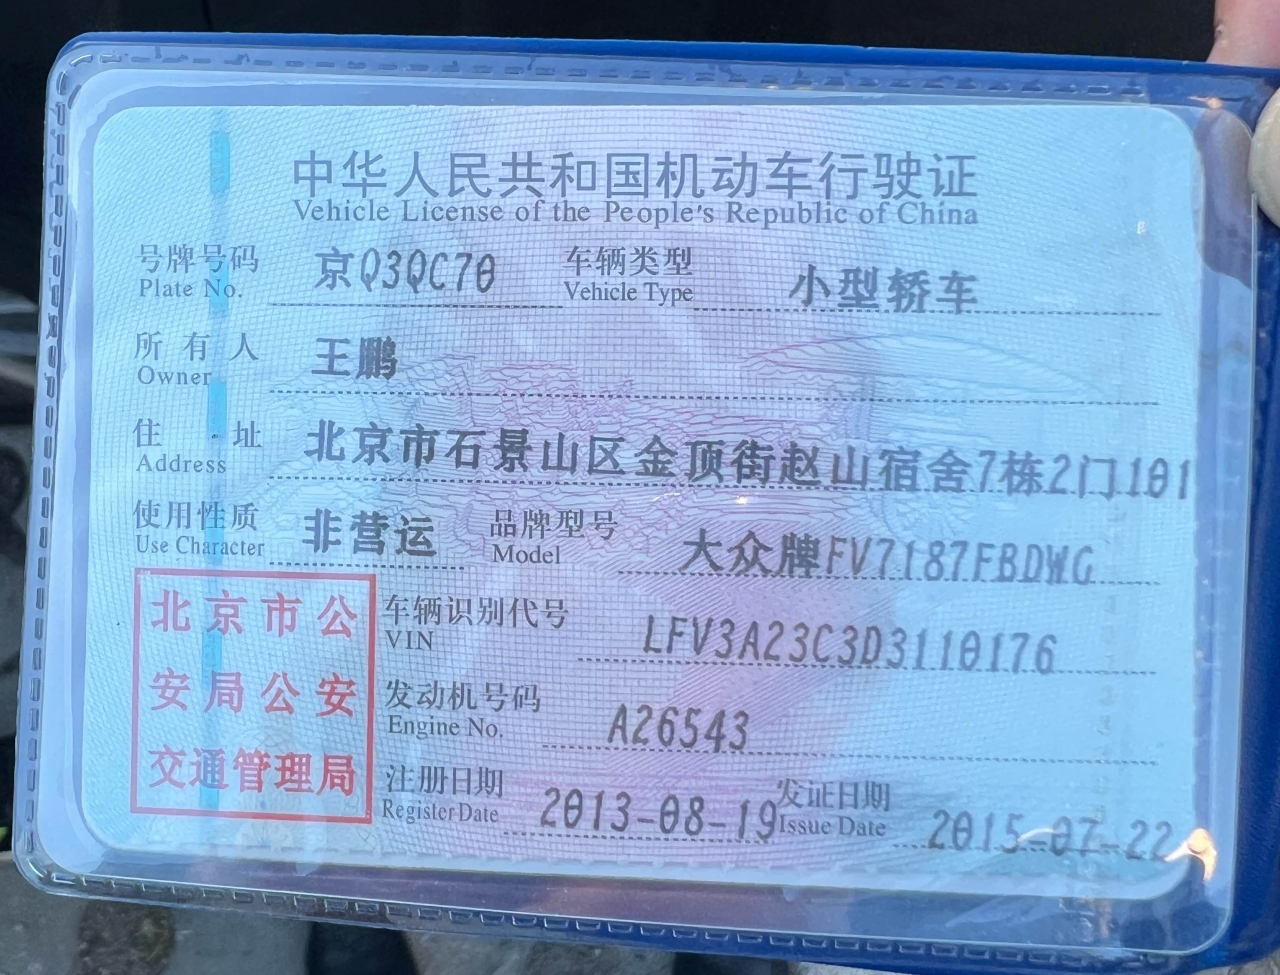 中华人民共和国机动车行驶证
Vehicle License of the People's Republic of China
号牌号码 京Q3QC70 车辆类型 小型轿车
Plate No. Vehicle Type
所有人 王鹏
Owner
住址 北京市石景山区金顶街赵山宿舍7栋2门101
Address
使用性质 非营运 品牌型号 大众牌FV7187FBDWG
Use Character Model
北京市公
安局公安
交通管理局
车辆识别代号 LFV3A23C3D3110176
VIN
发动机号码 A26543
Engine No.
注册日期 2013-08-19 发证日期 2015-07-22
Register Date Issue Date